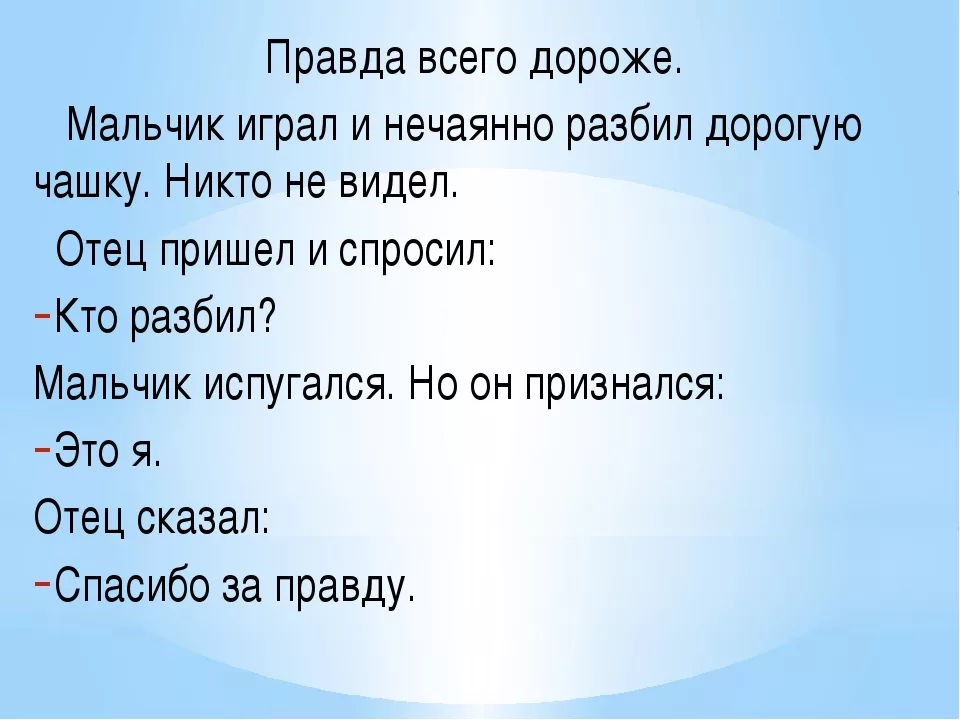 Правда всего дороже.
Мальчик играл и нечаянно разбил дорогую
чашку. Никто не видел.
Отец пришел и спросил:
-Кто разбил?
Мальчик испугался. Но он признался:
-Это я.
Отец сказал:
-Спасибо за правду.